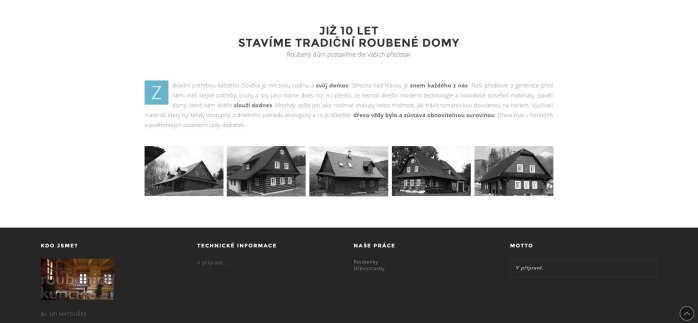 JIŽ 10 LET
STAVÍME TRADIČNÍ ROUBENÉ DOMY
Roubený dům postavíme dle Vašich představ
Základní potřebou každého člověka je mít svou rodinu a svůj domov. Střecha nad hlavou je snem každého z nás. Naši předkové a generace před
námi měli stejné potřeby, touhy a sny jako máme dnes my. A i přesto, že neznali dnešní moderní technologie a novodobé stavební materiály, stavěli
domy, které nám dobře slouží dodnes. Mnohdy spíše jen jako rodinné chalupy nebo možnost, jak trávit romantickou dovolenou na horách. Využívali
materiál, který byl tehdy dostupný, z dnešního pohledu ekologický a co je důležité: dřevo vždy bylo a zůstává obnovitelnou surovinou. Dřeva bylo v horských
a podhorských oblastech vždy dostatek.
KDO JSME?
TECHNICKÉ INFORMACE
NAŠE PRÁCE
MOTTO
V přípravě....
Roubenky
Dřevostavby
V přípravě.
Bc. Jiří MATOUŠEK